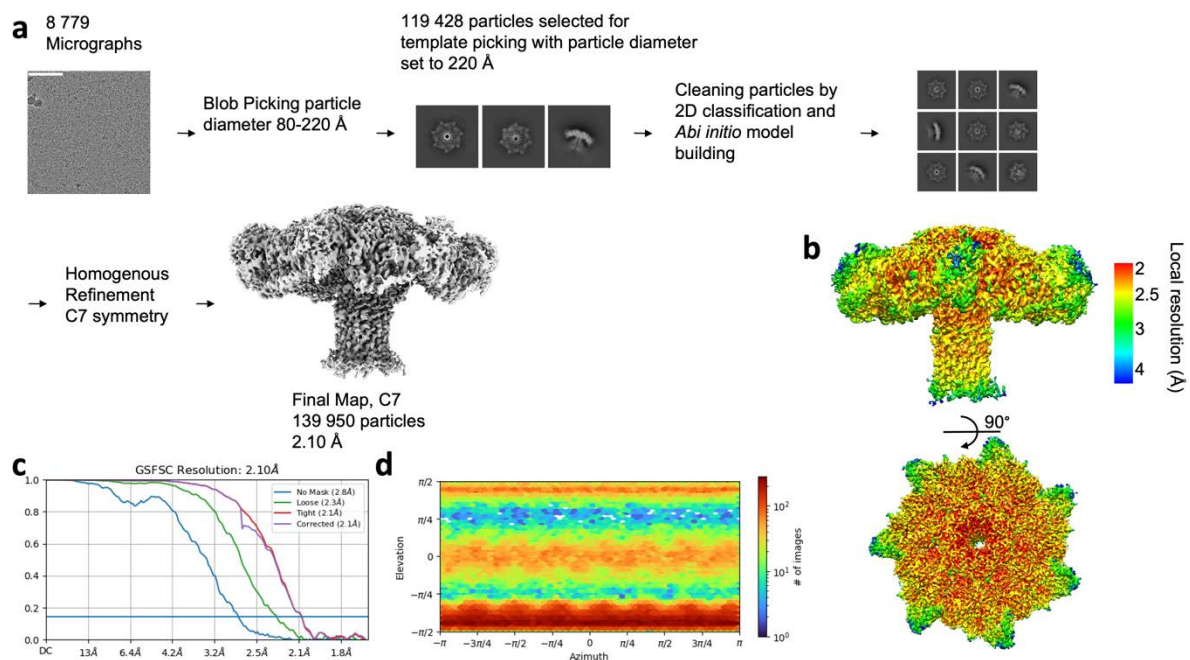 a
8 779
Micrographs
Blob Picking particle
diameter 80-220 Å
119 428 particles selected for
template picking with particle diameter
set to 220 Å
Cleaning particles by
2D classification and
Abi initio model
building
Homogenous
Refinement
C7 symmetry
Final Map, C7
139 950 particles
2.10 Å
b
2
2.5
3
4
Local resolution (Å)
90°
c
GSFSC Resolution: 2.10Å
No Mask (2.8Å)
Loose (2.3Å)
Tight (2.1Å)
Corrected (2.1Å)
1.0
0.8
0.6
0.4
0.2
0.0
DC
13Å
6.4Å
4.2Å
3.2Å
2.5Å
2.1Å
1.8Å
d
π/2
π/4
0
−π/4
−π/2
Elevation
−π
−3π/4
−π/4
0
π/4
π/2
3π/4
π
Azimuth
10²
10¹
10⁰
# of images